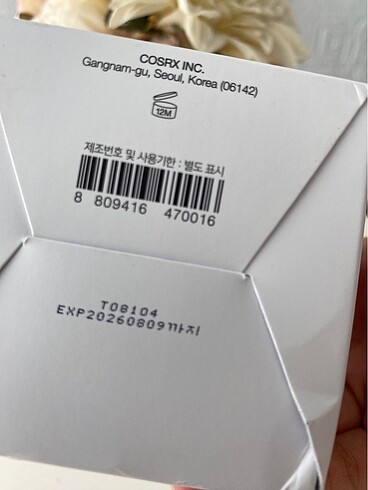 COSRX INC.
Gangnam-gu, Seoul, Korea (06142)
12M
제조번호 및 사용기한 : 별도 표시
8 809416 470016
T08104
EXP20260809까지